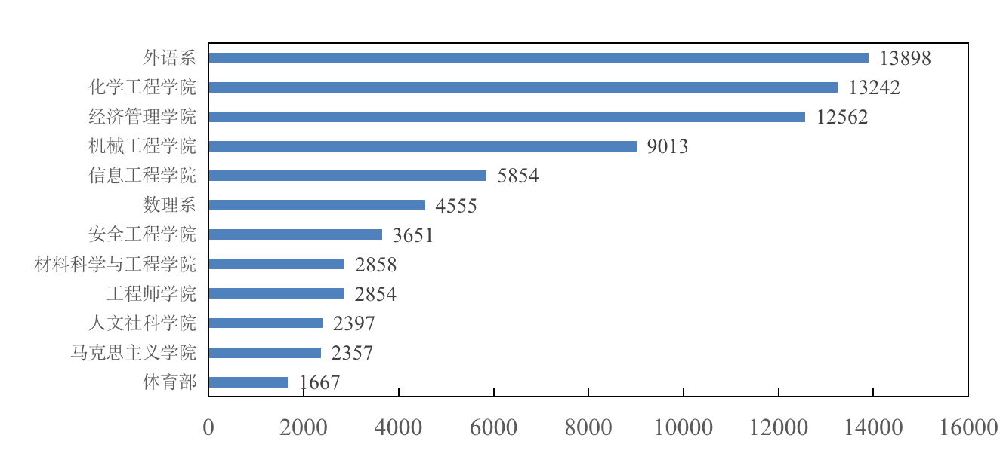 外语系 13898
化学工程学院 13242
经济管理学院 12562
机械工程学院 9013
信息工程学院 5854
数理系 4555
安全工程学院 3651
材料科学与工程学院 2858
工程师学院 2854
人文社科学院 2397
马克思主义学院 2357
体育部 1667
0 2000 4000 6000 8000 10000 12000 14000 16000